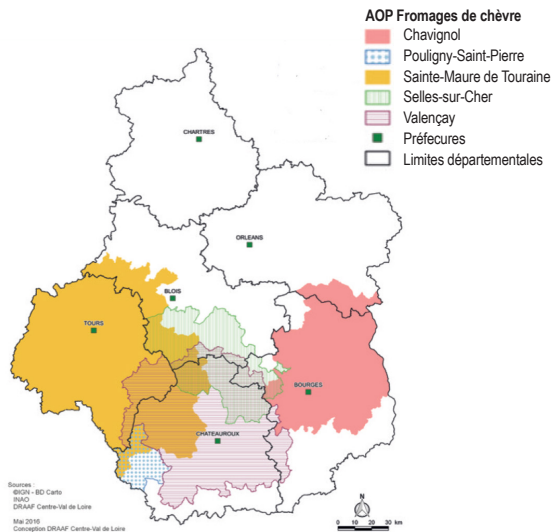 AOP Fromages de chèvre
Chavignol
Pouligny-Saint-Pierre
Sainte-Maure de Touraine
Selles-sur-Cher
Valençay
Préfecures
Limites départementales
CHARTRES
ORLEANS
BLOIS
TOURS
BOURGES
CHATEAUROUX
Sources :
©IGN - BD Carto
INAO
DRAAF Centre-Val de Loire
Mai 2016
Conception DRAAF Centre-Val de Loire
N
0 10 20 30 km